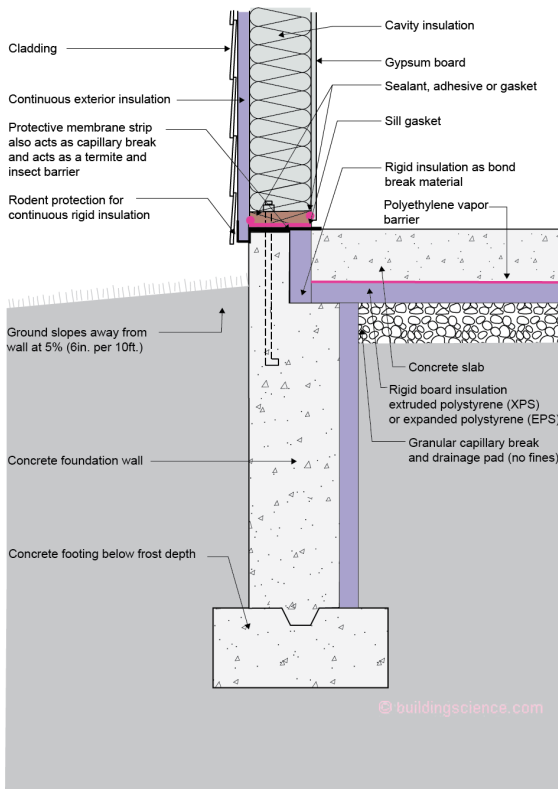 Cladding
Continuous exterior insulation
Protective membrane strip
also acts as capillary break
and acts as a termite and
insect barrier
Rodent protection for
continuous rigid insulation
Ground slopes away from
wall at 5% (6in. per 10ft.)
Concrete foundation wall
Concrete footing below frost depth
Cavity insulation
Gypsum board
Sealant, adhesive or gasket
Sill gasket
Rigid insulation as bond
break material
Polyethylene vapor
barrier
Concrete slab
Rigid board insulation
extruded polystyrene (XPS)
or expanded polystyrene (EPS)
Granular capillary break
and drainage pad (no fines)
© buildingscience.com